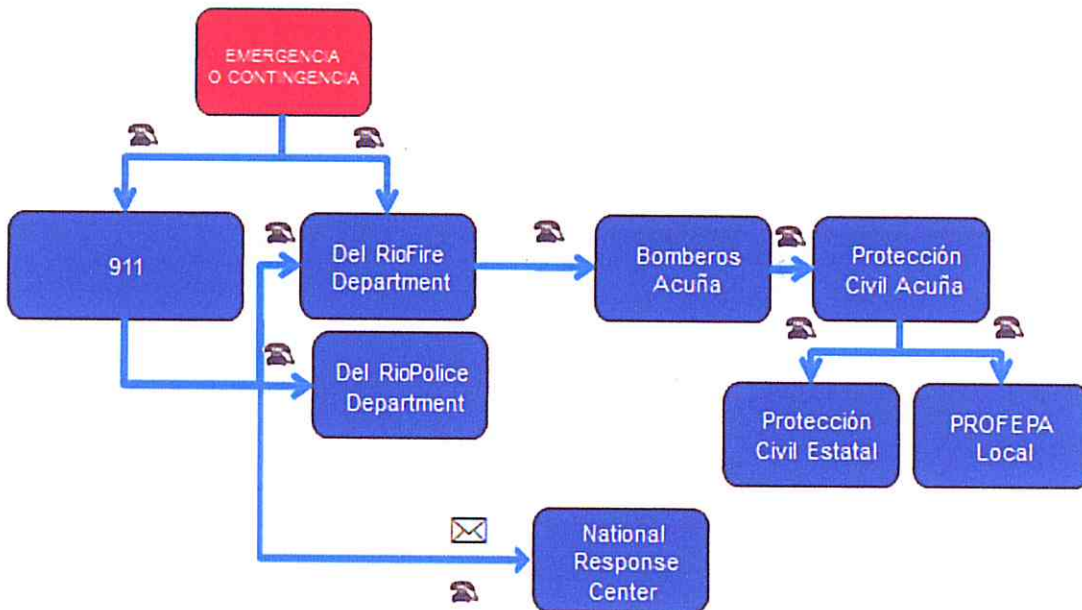 EMERGENCIA
O CONTINGENCIA
911
Del RioFire
Department
Bomberos
Acuña
Protección
Civil Acuña
Del RioPolice
Department
Protección
Civil Estatal
PROFEPA
Local
National
Response
Center